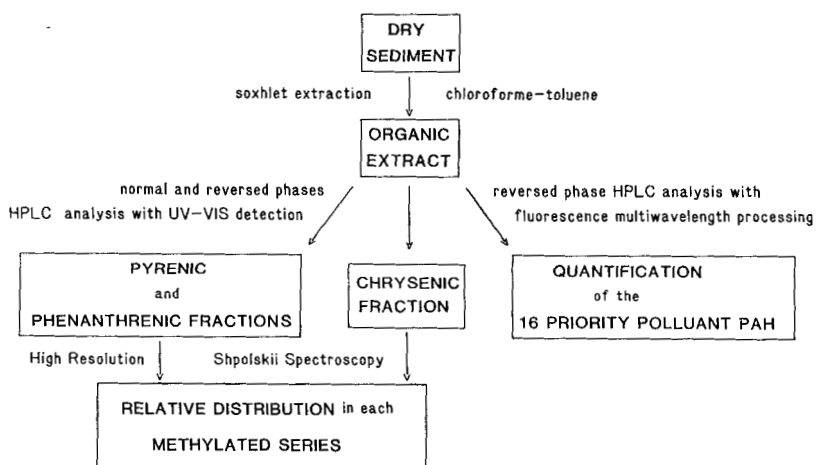 DRY
SEDIMENT
soxhlet extraction
chloroforme-toluene
ORGANIC
EXTRACT
normal and reversed phases
HPLC analysis with UV-VIS detection
reversed phase HPLC analysis with
fluorescence multiwavelength processing
PYRENIC
and
PHENANTHRENIC FRACTIONS
CHRYSENIC
FRACTION
QUANTIFICATION
of the
16 PRIORITY POLLUANT PAH
High Resolution
Shpolskii Spectroscopy
RELATIVE DISTRIBUTION in each
METHYLATED SERIES